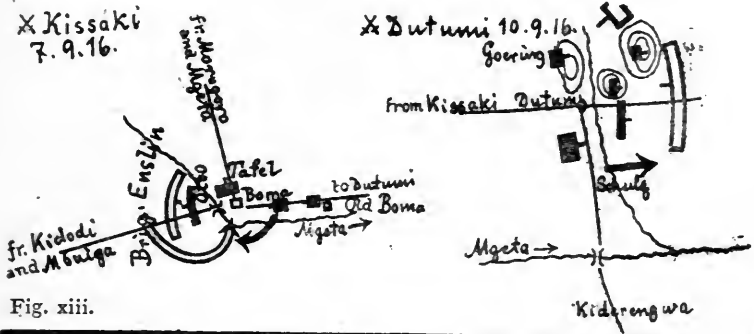 X Kissaki
7.9.16.
fr. Morogoro
and Mgeta
Brig. Enslin
Otto
Tafel
Boma
to Dutumi
Old Boma
Mgeta →
fr. Kidodi
and Mbulga
Fig. xiii.
X Dutumi 10.9.16.
Goering
From Kissaki Dutumi
Schulz
Mgeta →
Kiderengwa